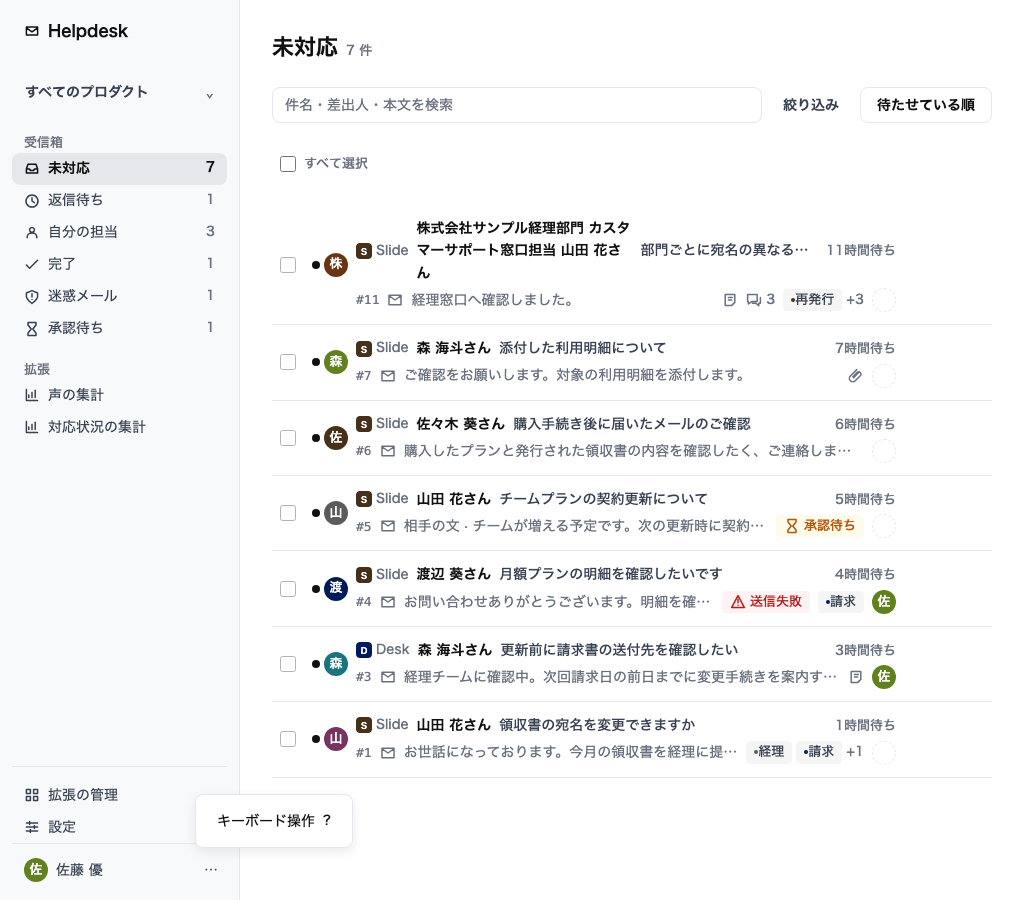 Helpdesk
すべてのプロダクト
受信箱
未対応 7
返信待ち 1
自分の担当 3
完了 1
迷惑メール 1
承認待ち 1
拡張
声の集計
対応状況の集計
拡張の管理
設定
佐 佐藤 優 …
キーボード操作 ?
未対応 7 件
件名・差出人・本文を検索 絞り込み 待たせている順
すべて選択
株 S Slide 株式会社サンプル経理部門 カスタ
マーサポート窓口担当 山田 花さ
ん
部門ごとに宛名の異なる… 11時間待ち
#11 経理窓口へ確認しました。 3 •再発行 +3
森 S Slide 森 海斗さん 添付した利用明細について 7時間待ち
#7 ご確認をお願いします。対象の利用明細を添付します。
佐 S Slide 佐々木 葵さん 購入手続き後に届いたメールのご確認 6時間待ち
#6 購入したプランと発行された領収書の内容を確認したく、ご連絡しま…
山 S Slide 山田 花さん チームプランの契約更新について 5時間待ち
#5 相手の文 · チームが増える予定です。次の更新時に契約… 承認待ち
渡 S Slide 渡辺 葵さん 月額プランの明細を確認したいです 4時間待ち
#4 お問い合わせありがとうございます。明細を確… 送信失敗 •請求 佐
森 D Desk 森 海斗さん 更新前に請求書の送付先を確認したい 3時間待ち
#3 経理チームに確認中。次回請求日の前日までに変更手続きを案内す… 佐
山 S Slide 山田 花さん 領収書の宛名を変更できますか 1時間待ち
#1 お世話になっております。今月の領収書を経理に提… •経理 •請求 +1